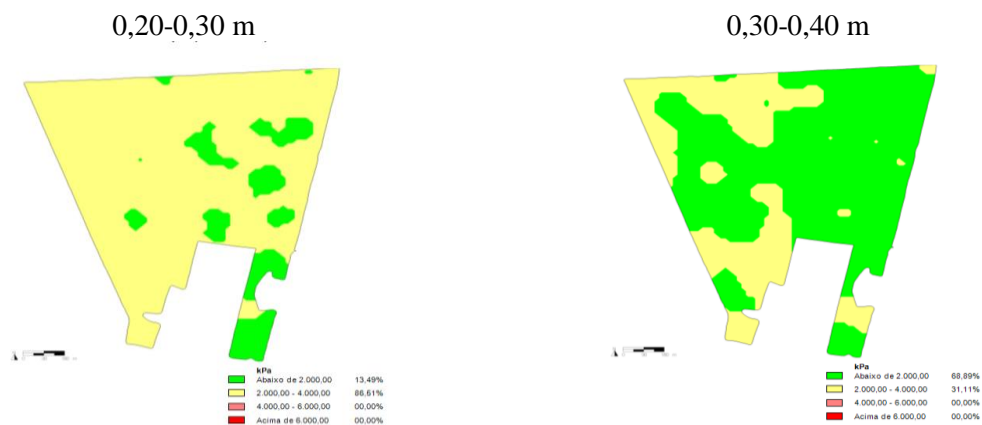 0,20-0,30 m
0,30-0,40 m
kPa
Abaixo de 2.000,00 13,49%
2.000,00 - 4.000,00 86,61%
4.000,00 - 6.000,00 00,00%
Acima de 6.000,00 00,00%
kPa
Abaixo de 2.000,00 68,89%
2.000,00 - 4.000,00 31,11%
4.000,00 - 6.000,00 00,00%
Acima de 6.000,00 00,00%